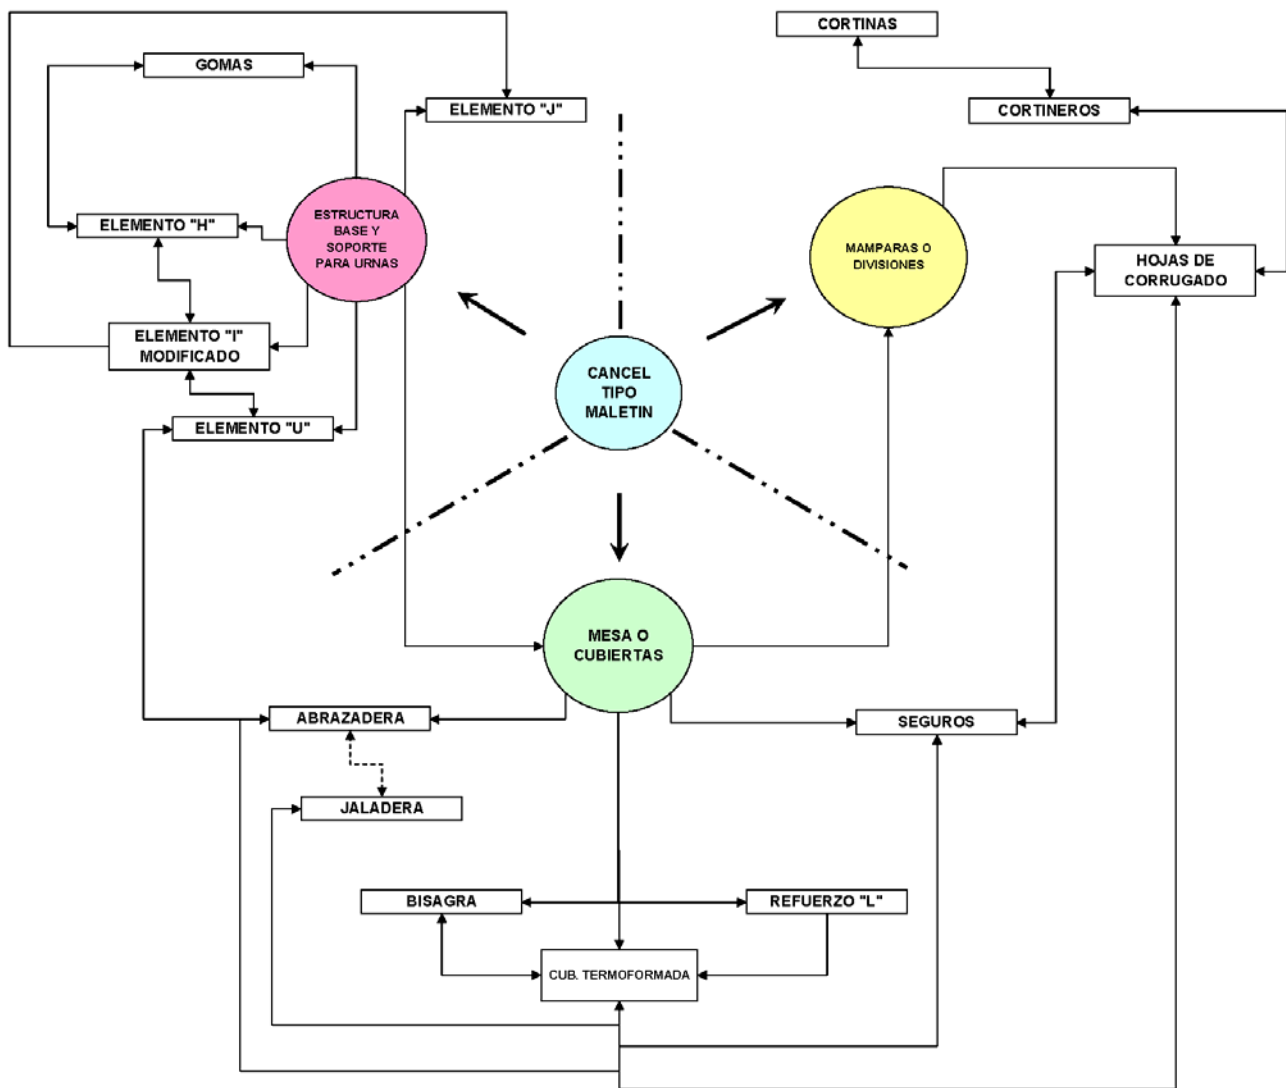 CORTINAS
GOMAS
ELEMENTO "J"
CORTINEROS
ESTRUCTURA
BASE Y
SOPORTE
PARA URNAS
ELEMENTO "H"
MAMPARAS O
DIVISIONES
HOJAS DE
CORRUGADO
ELEMENTO "I"
MODIFICADO
CANCEL
TIPO
MALETIN
ELEMENTO "U"
MESA O
CUBIERTAS
ABRAZADERA
SEGUROS
JALADERA
BISAGRA
REFUERZO "L"
CUB. TERMOFORMADA